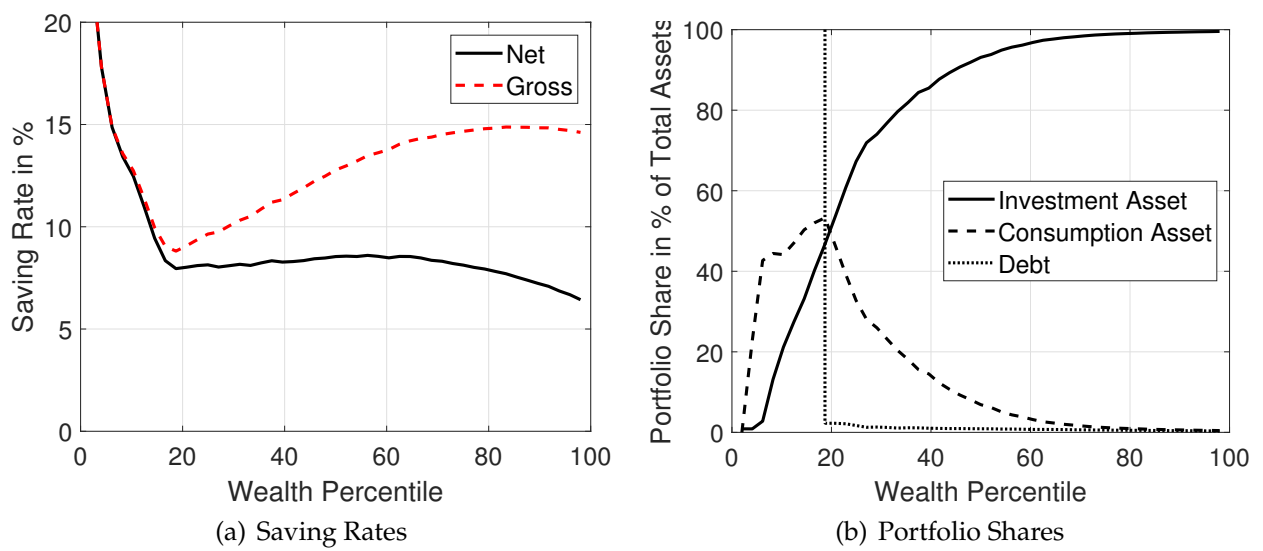 20
15
10
5
0
Saving Rate in %
Net
Gross
0 20 40 60 80 100
Wealth Percentile
(a) Saving Rates
100
80
60
40
20
0
Portfolio Share in % of Total Assets
Investment Asset
Consumption Asset
Debt
0 20 40 60 80 100
Wealth Percentile
(b) Portfolio Shares